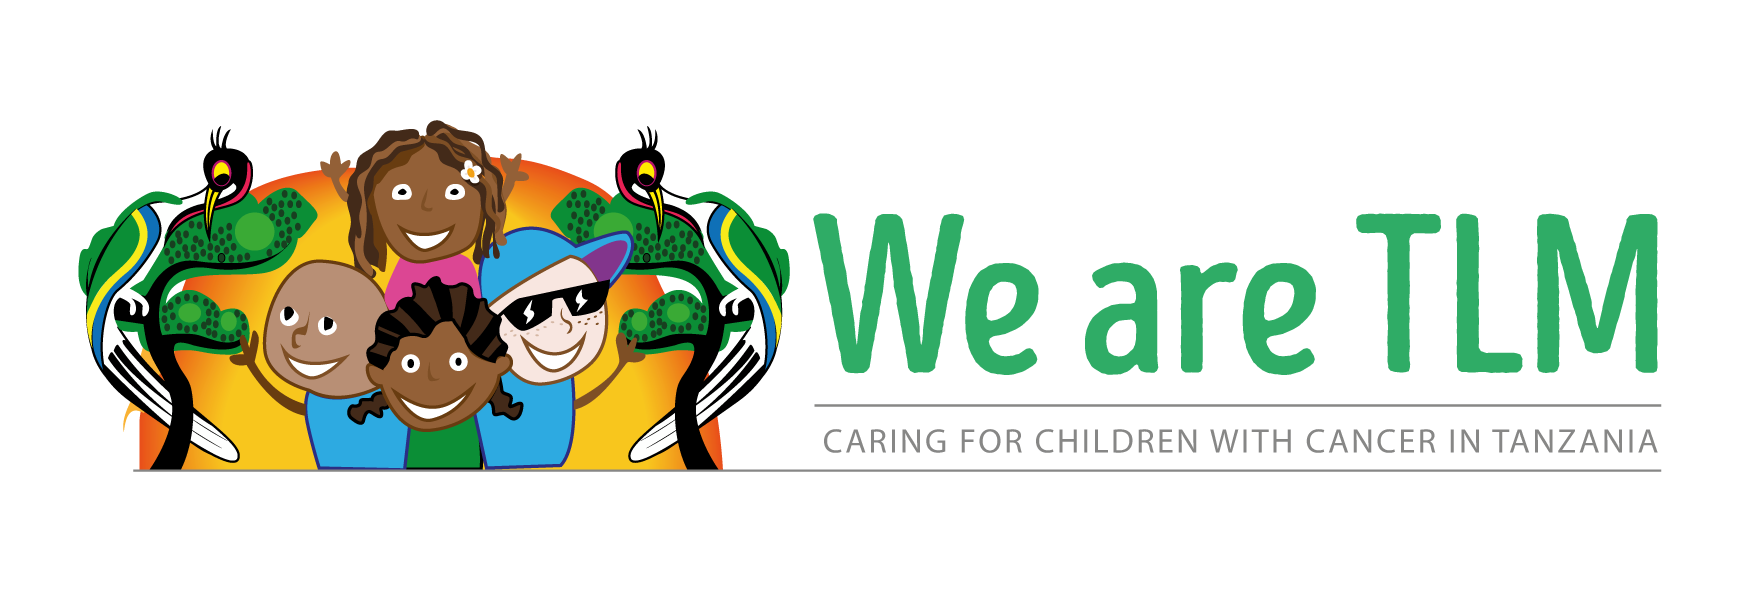 We are TLM
CARING FOR CHILDREN WITH CANCER IN TANZANIA